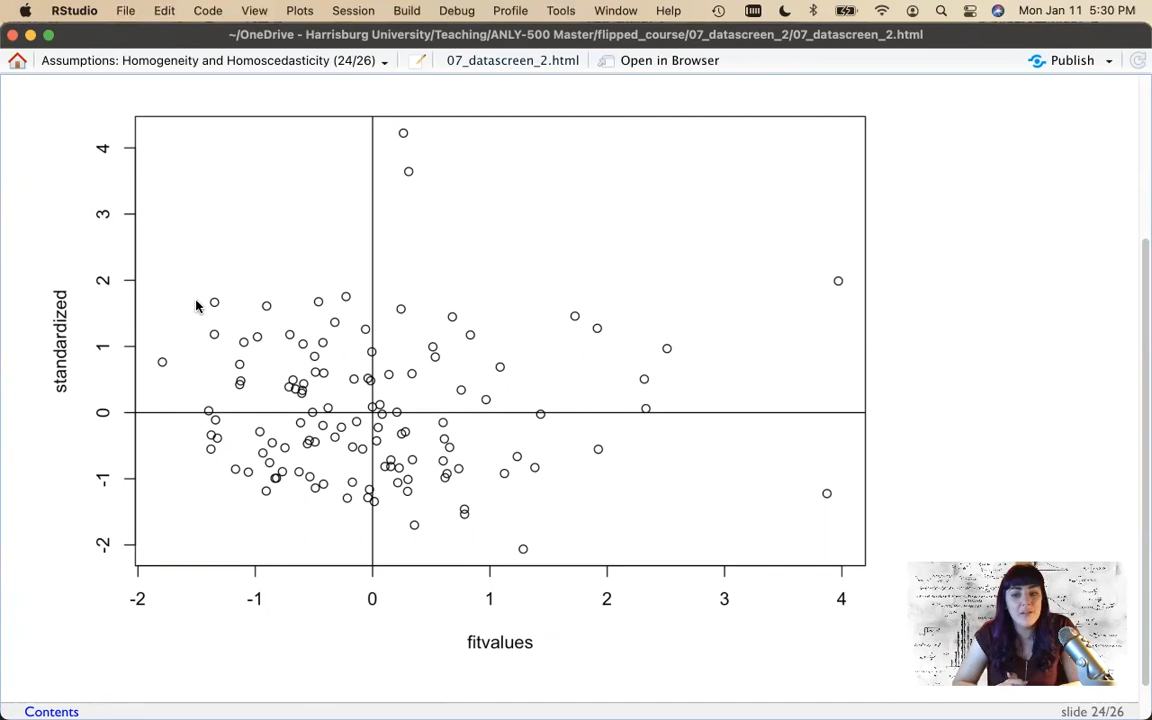 RStudio File Edit Code View Plots Session Build Debug Profile Tools Window Help Mon Jan 11 5:30 PM
~/OneDrive - Harrisburg University/Teaching/ANLY-500 Master/flipped_course/07_datascreen_2/07_datascreen_2.html
Assumptions: Homogeneity and Homoscedasticity (24/26) 07_datascreen_2.html Open in Browser Publish
4
3
2
1
0
-1
-2
standardized
-2 -1 0 1 2 3 4
fitvalues
Contents slide 24/26